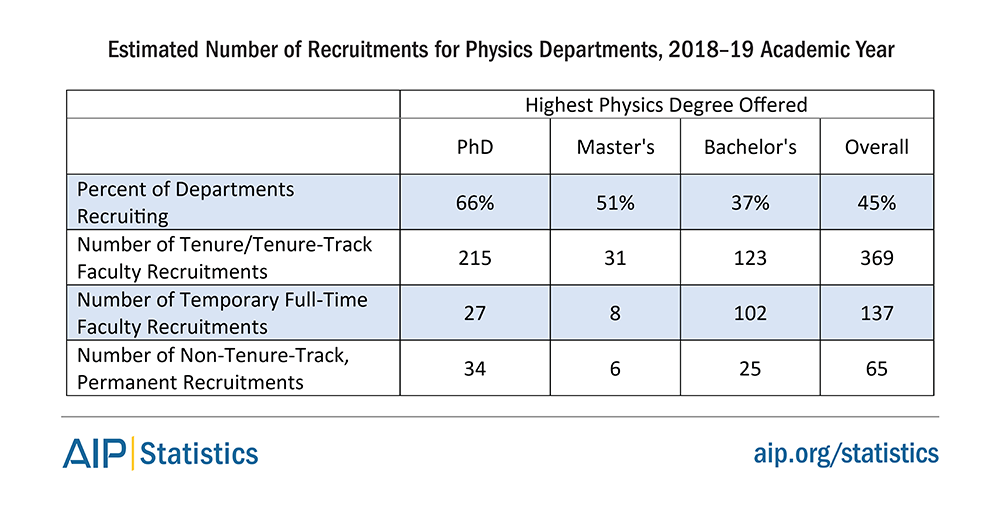 Estimated Number of Recruitments for Physics Departments, 2018–19 Academic Year
Highest Physics Degree Offered
PhD Master's Bachelor's Overall
Percent of Departments
Recruiting 66% 51% 37% 45%
Number of Tenure/Tenure-Track
Faculty Recruitments 215 31 123 369
Number of Temporary Full-Time
Faculty Recruitments 27 8 102 137
Number of Non-Tenure-Track,
Permanent Recruitments 34 6 25 65
AIP Statistics aip.org/statistics